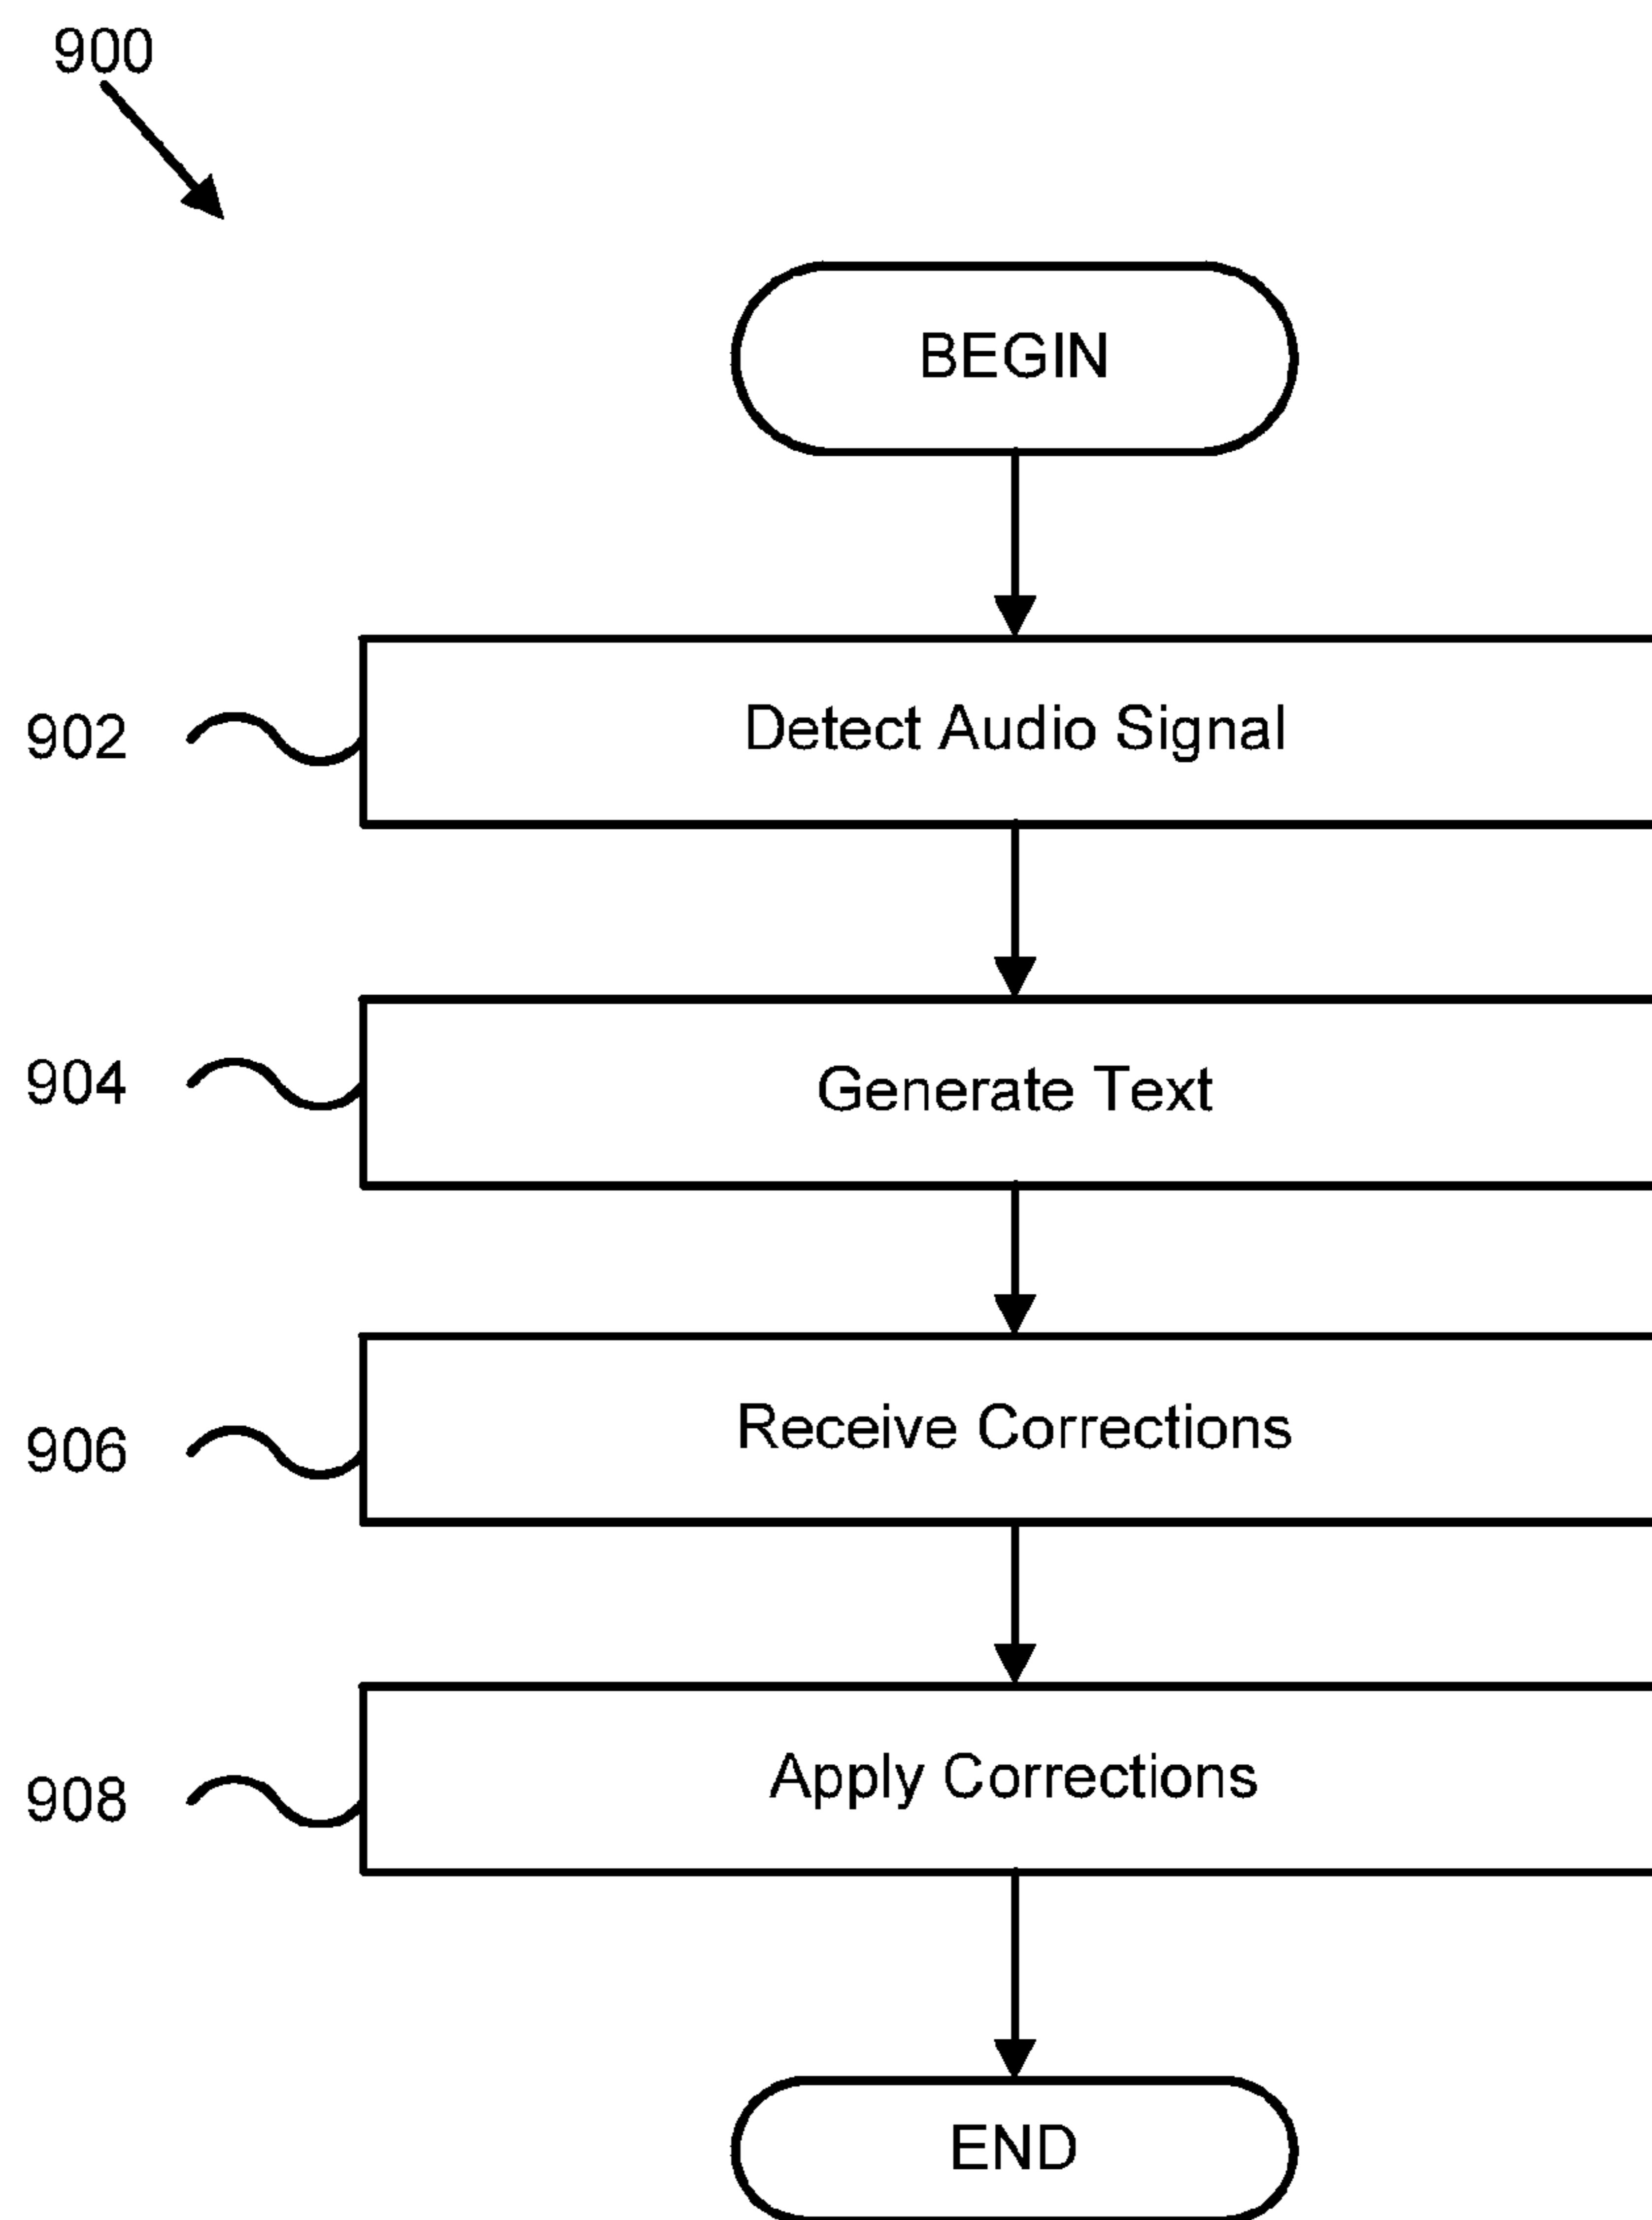 900
BEGIN
902
Detect Audio Signal
904
Generate Text
906
Receive Corrections
908
Apply Corrections
END